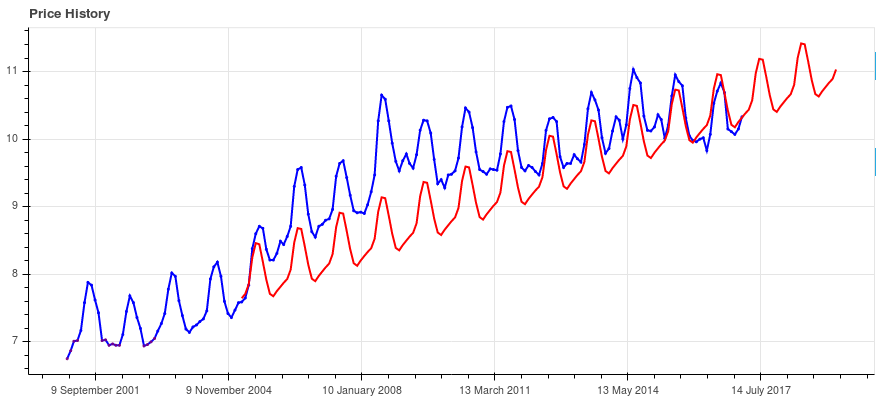 Price History
11
10
9
8
7
9 September 2001
9 November 2004
10 January 2008
13 March 2011
13 May 2014
14 July 2017